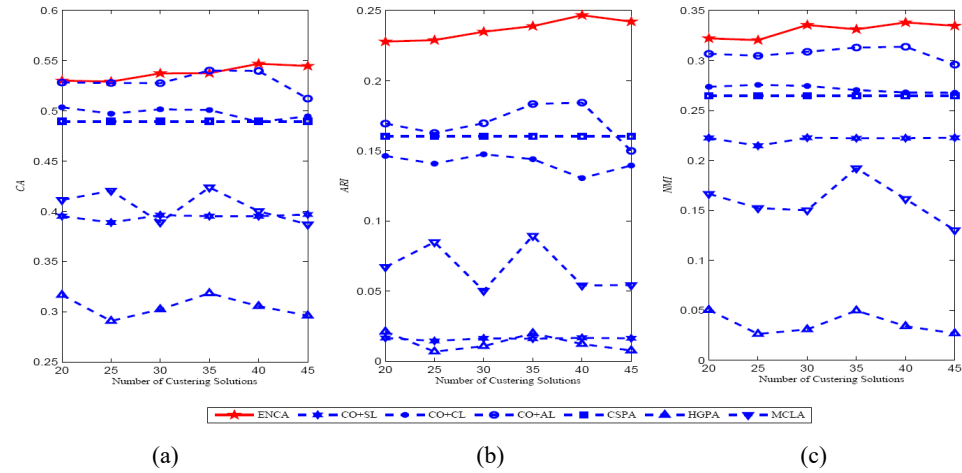 0.6
0.55
0.5
0.45
0.4
0.35
0.3
0.25
CA
20 25 30 35 40 45
Number of Custering Solutions
0.25
0.2
0.15
0.1
0.05
0
ARI
20 25 30 35 40 45
Number of Custering Solutions
0.35
0.3
0.25
0.2
0.15
0.1
0.05
0
NMI
20 25 30 35 40 45
Number of Custering Solutions
ENCA CO+SL CO+CL CO+AL CSPA HGPA MCLA
(a) (b) (c)